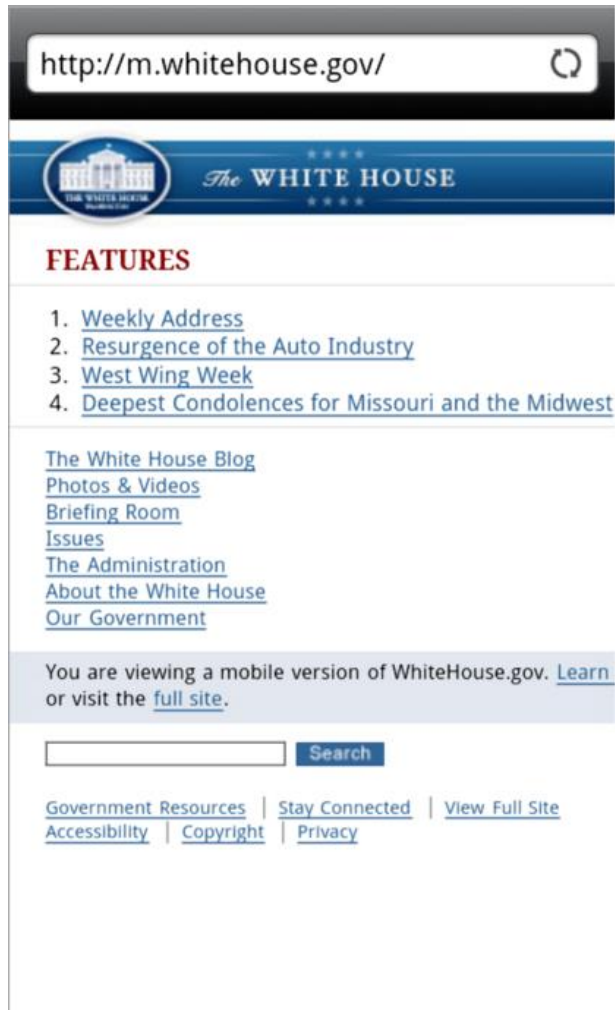 http://m.whitehouse.gov/
THE WHITE HOUSE
The WHITE HOUSE
FEATURES
1. Weekly Address
2. Resurgence of the Auto Industry
3. West Wing Week
4. Deepest Condolences for Missouri and the Midwest
The White House Blog
Photos & Videos
Briefing Room
Issues
The Administration
About the White House
Our Government
You are viewing a mobile version of WhiteHouse.gov. Learn
or visit the full site.
Search
Government Resources | Stay Connected | View Full Site
Accessibility | Copyright | Privacy